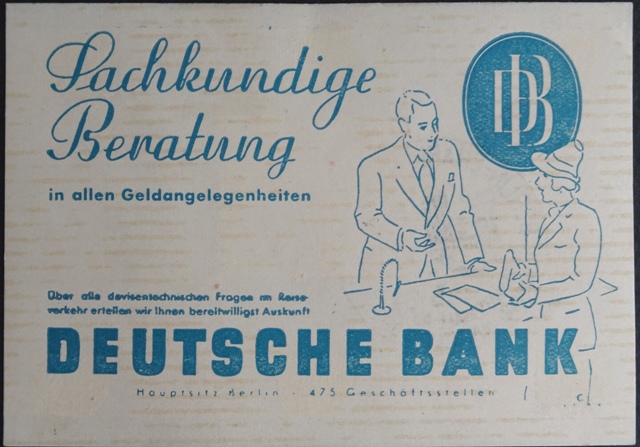 Sachkundige
Beratung
in allen Geldangelegenheiten
DB
Über alle devisentechnischen Fragen im Reise-
verkehr erteilen wir Ihnen bereitwilligst Auskunft
DEUTSCHE BANK
Hauptsitz Berlin - 475 Geschäftsstellen